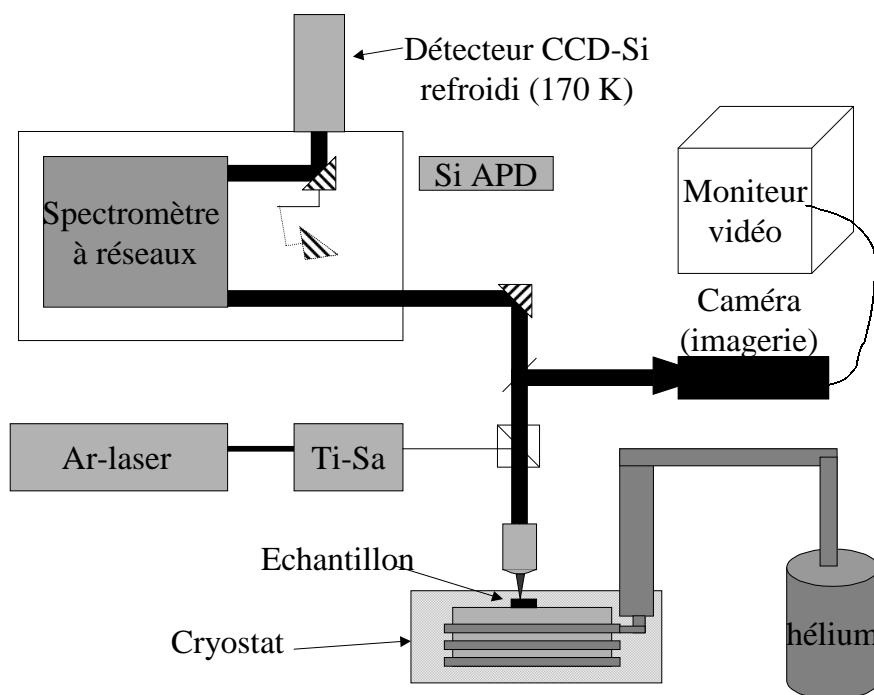 Détecteur CCD-Si
refroidi (170 K)
Si APD
Spectromètre
à réseaux
Moniteur
vidéo
Caméra
(imagerie)
Ar-laser
Ti-Sa
Echantillon
Cryostat
hélium